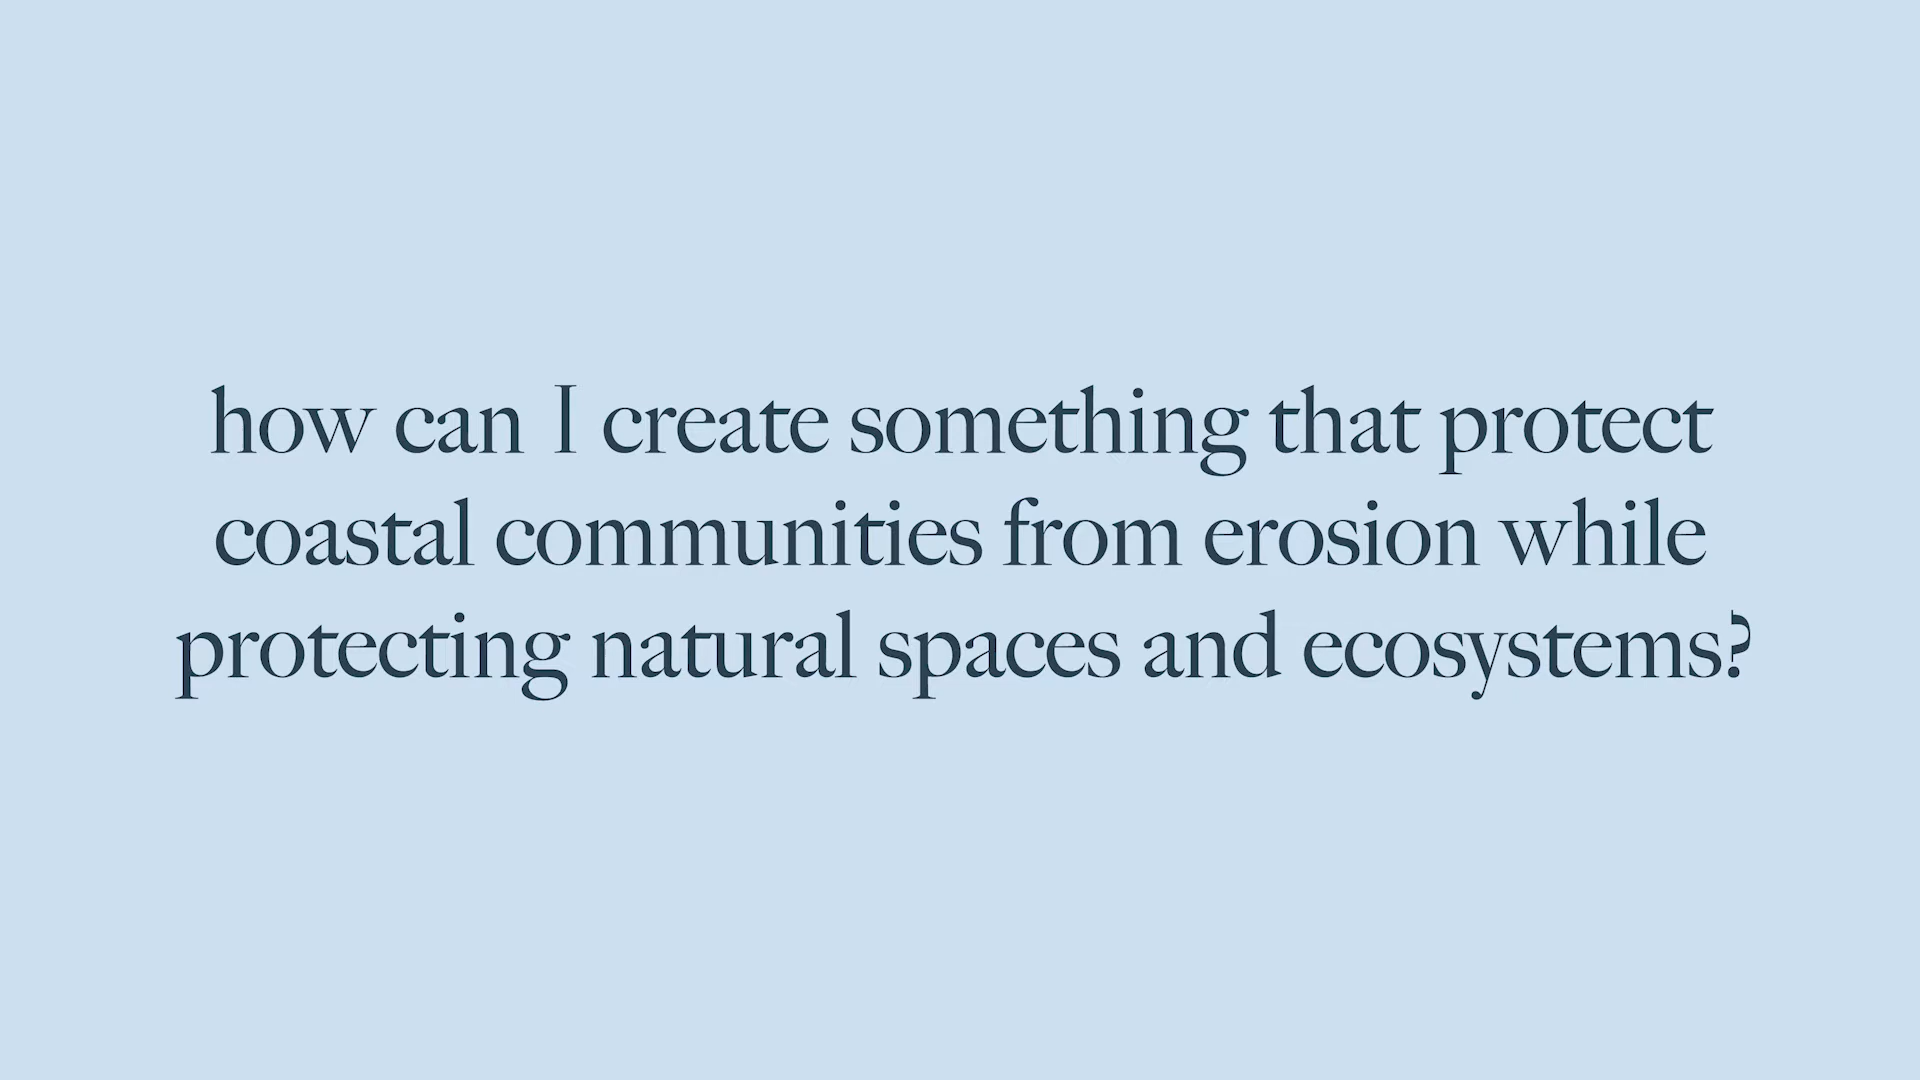 how can I create something that protect
coastal communities from erosion while
protecting natural spaces and ecosystems?